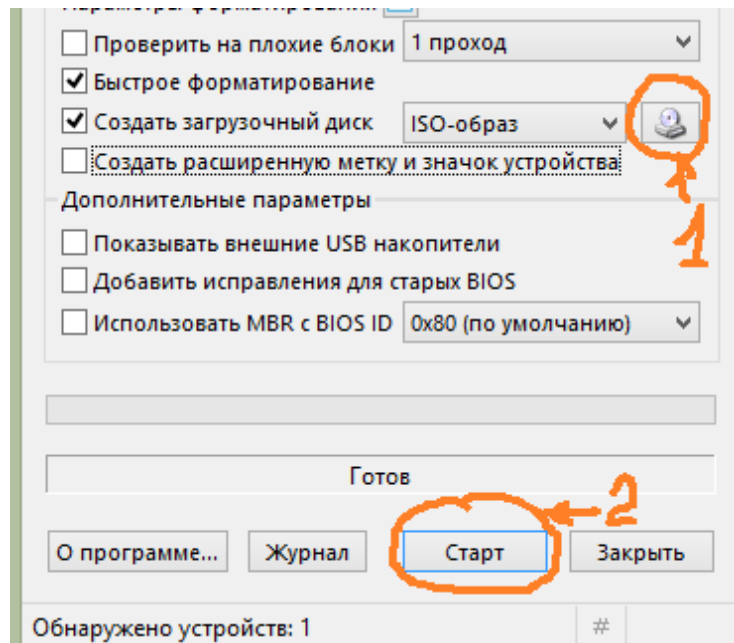 Параметры форматирования
Проверить на плохие блоки 1 проход
Быстрое форматирование
Создать загрузочный диск ISO-образ
Создать расширенную метку и значок устройства
1
Дополнительные параметры
Показывать внешние USB накопители
Добавить исправления для старых BIOS
Использовать MBR с BIOS ID 0x80 (по умолчанию)
Готов
2
О программе... Журнал Старт Закрыть
Обнаружено устройств: 1 #